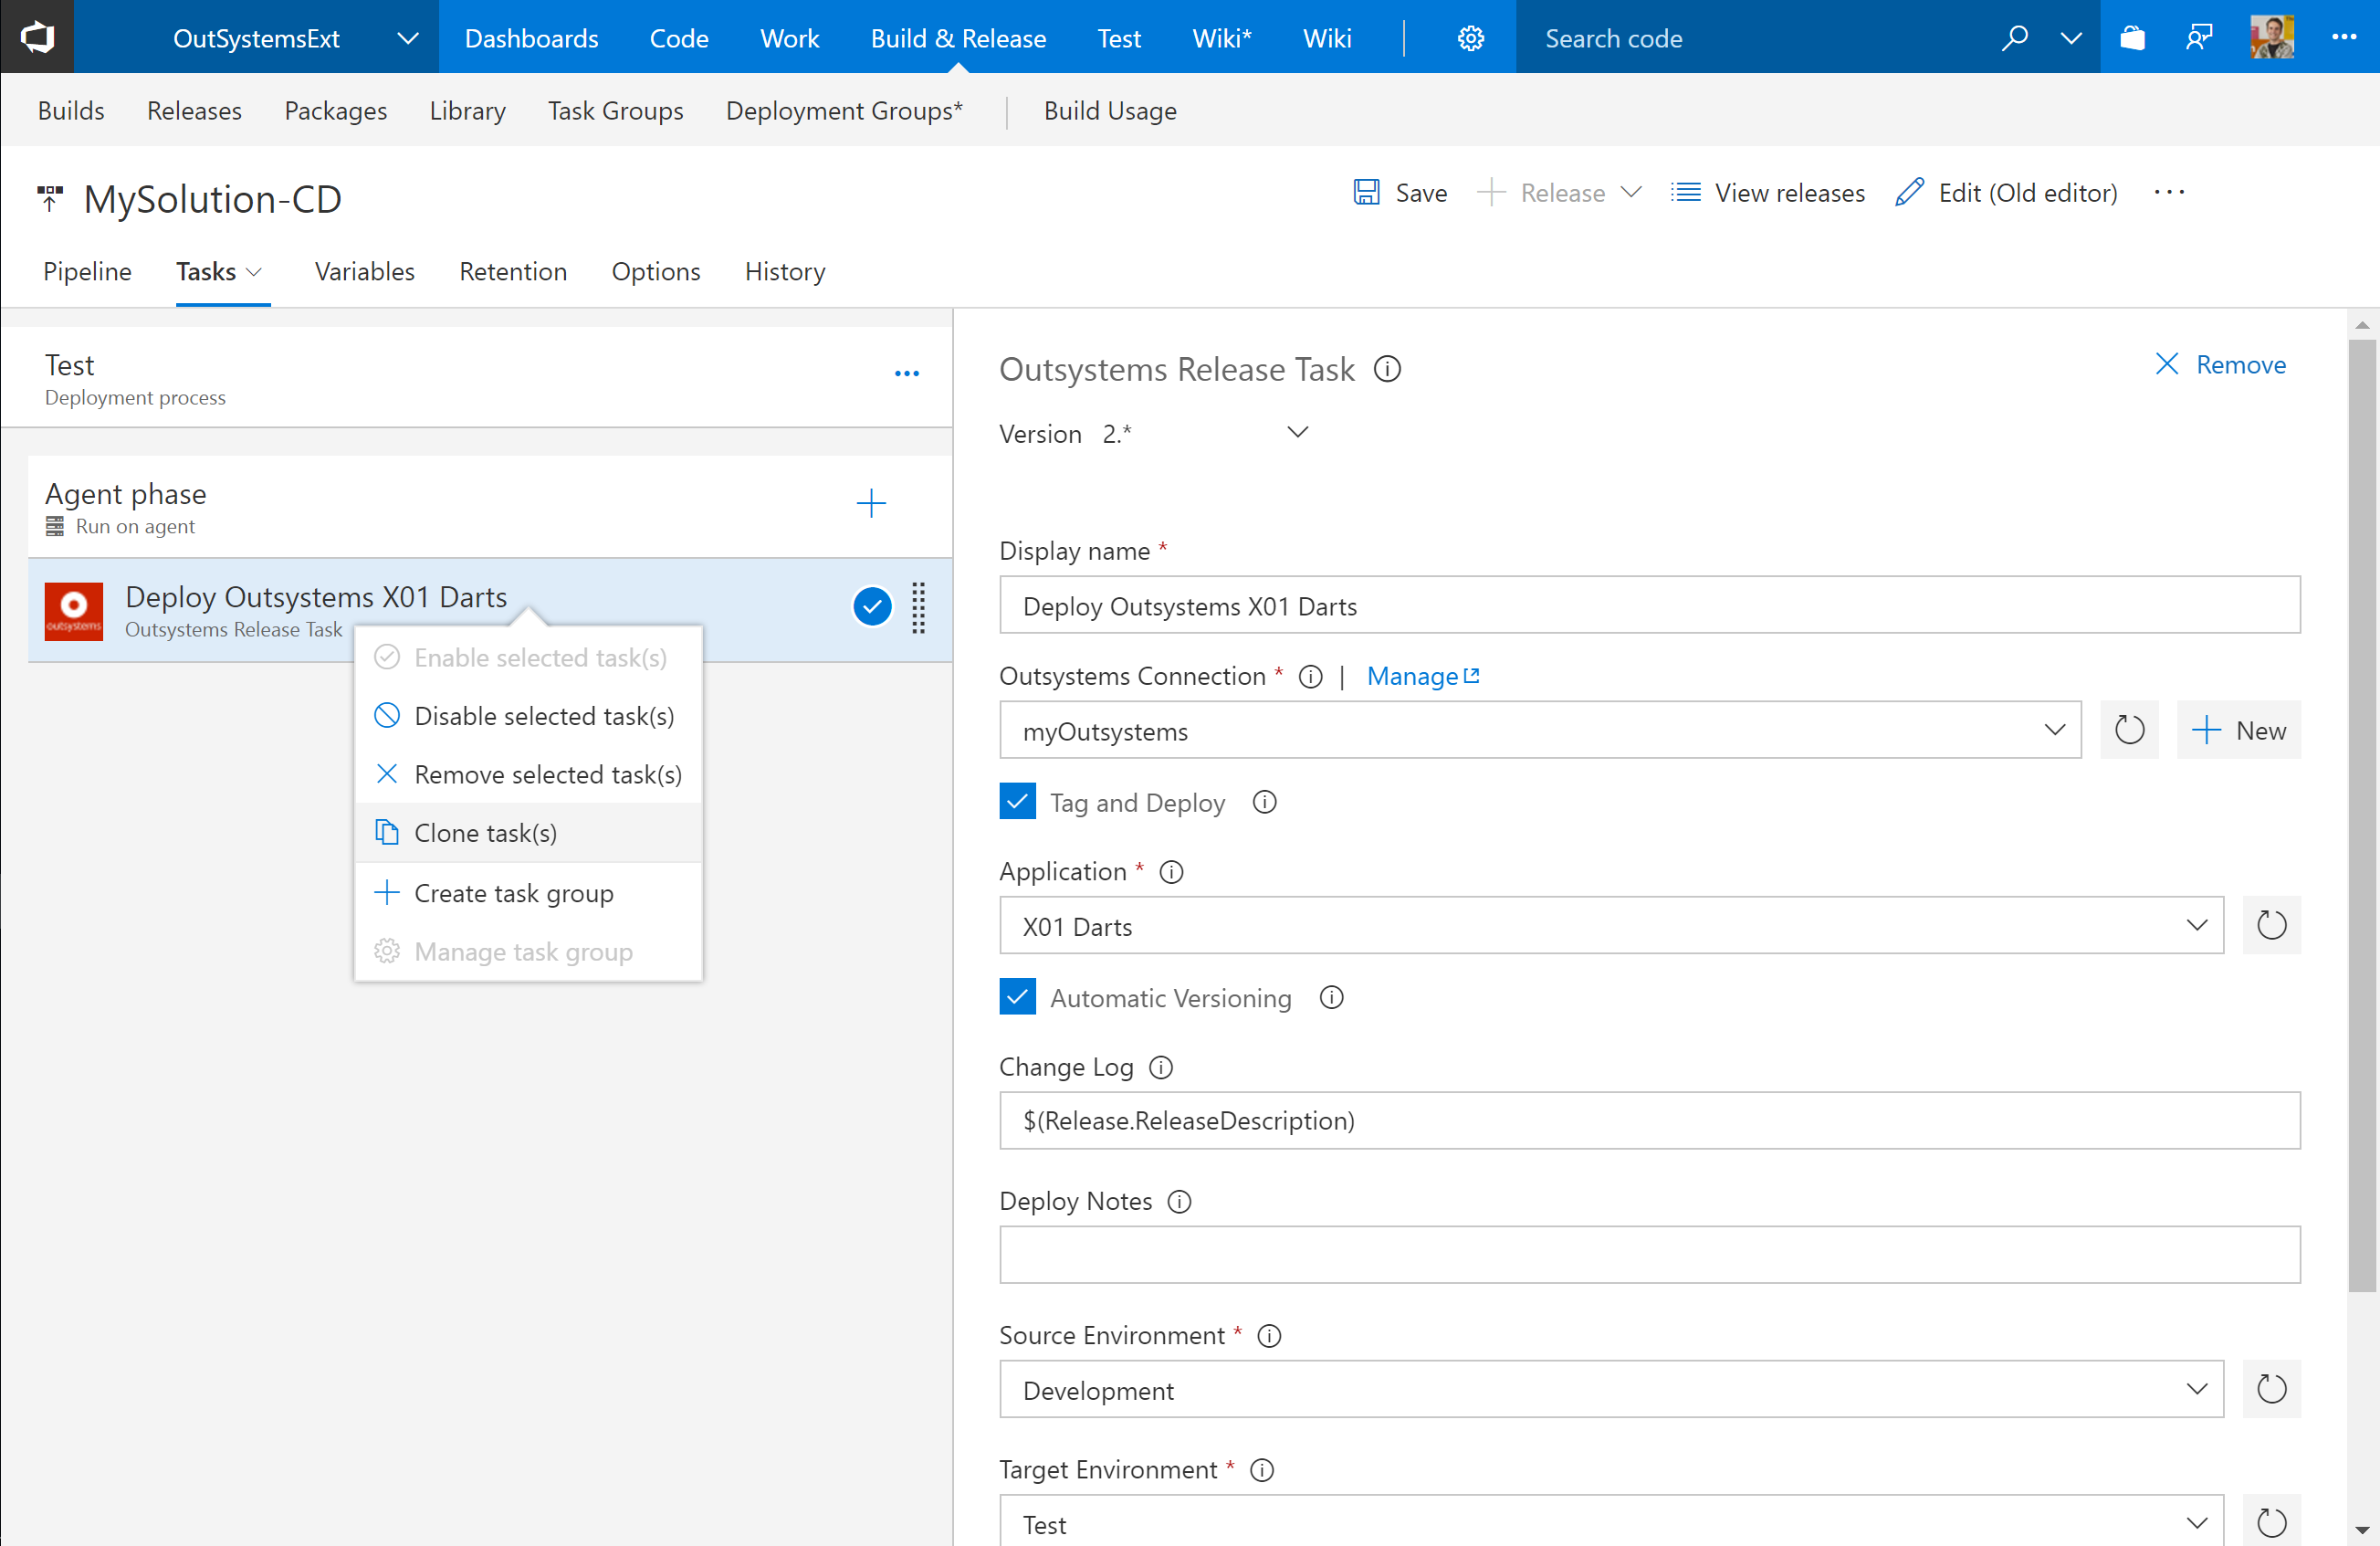 OutSystemsExt Dashboards Code Work Build & Release Test Wiki* Wiki Search code
Builds Releases Packages Library Task Groups Deployment Groups* Build Usage
MySolution-CD Save Release View releases Edit (Old editor) ...
Pipeline Tasks Variables Retention Options History
Test
Deployment process
Agent phase
Run on agent
outsystems
Deploy Outsystems X01 Darts
Outsystems Release Task
Enable selected task(s)
Disable selected task(s)
Remove selected task(s)
Clone task(s)
Create task group
Manage task group
Outsystems Release Task Remove
Version 2.*
Display name *
Deploy Outsystems X01 Darts
Outsystems Connection * | Manage
myOutsystems New
Tag and Deploy
Application *
X01 Darts
Automatic Versioning
Change Log
$(Release.ReleaseDescription)
Deploy Notes
Source Environment *
Development
Target Environment *
Test